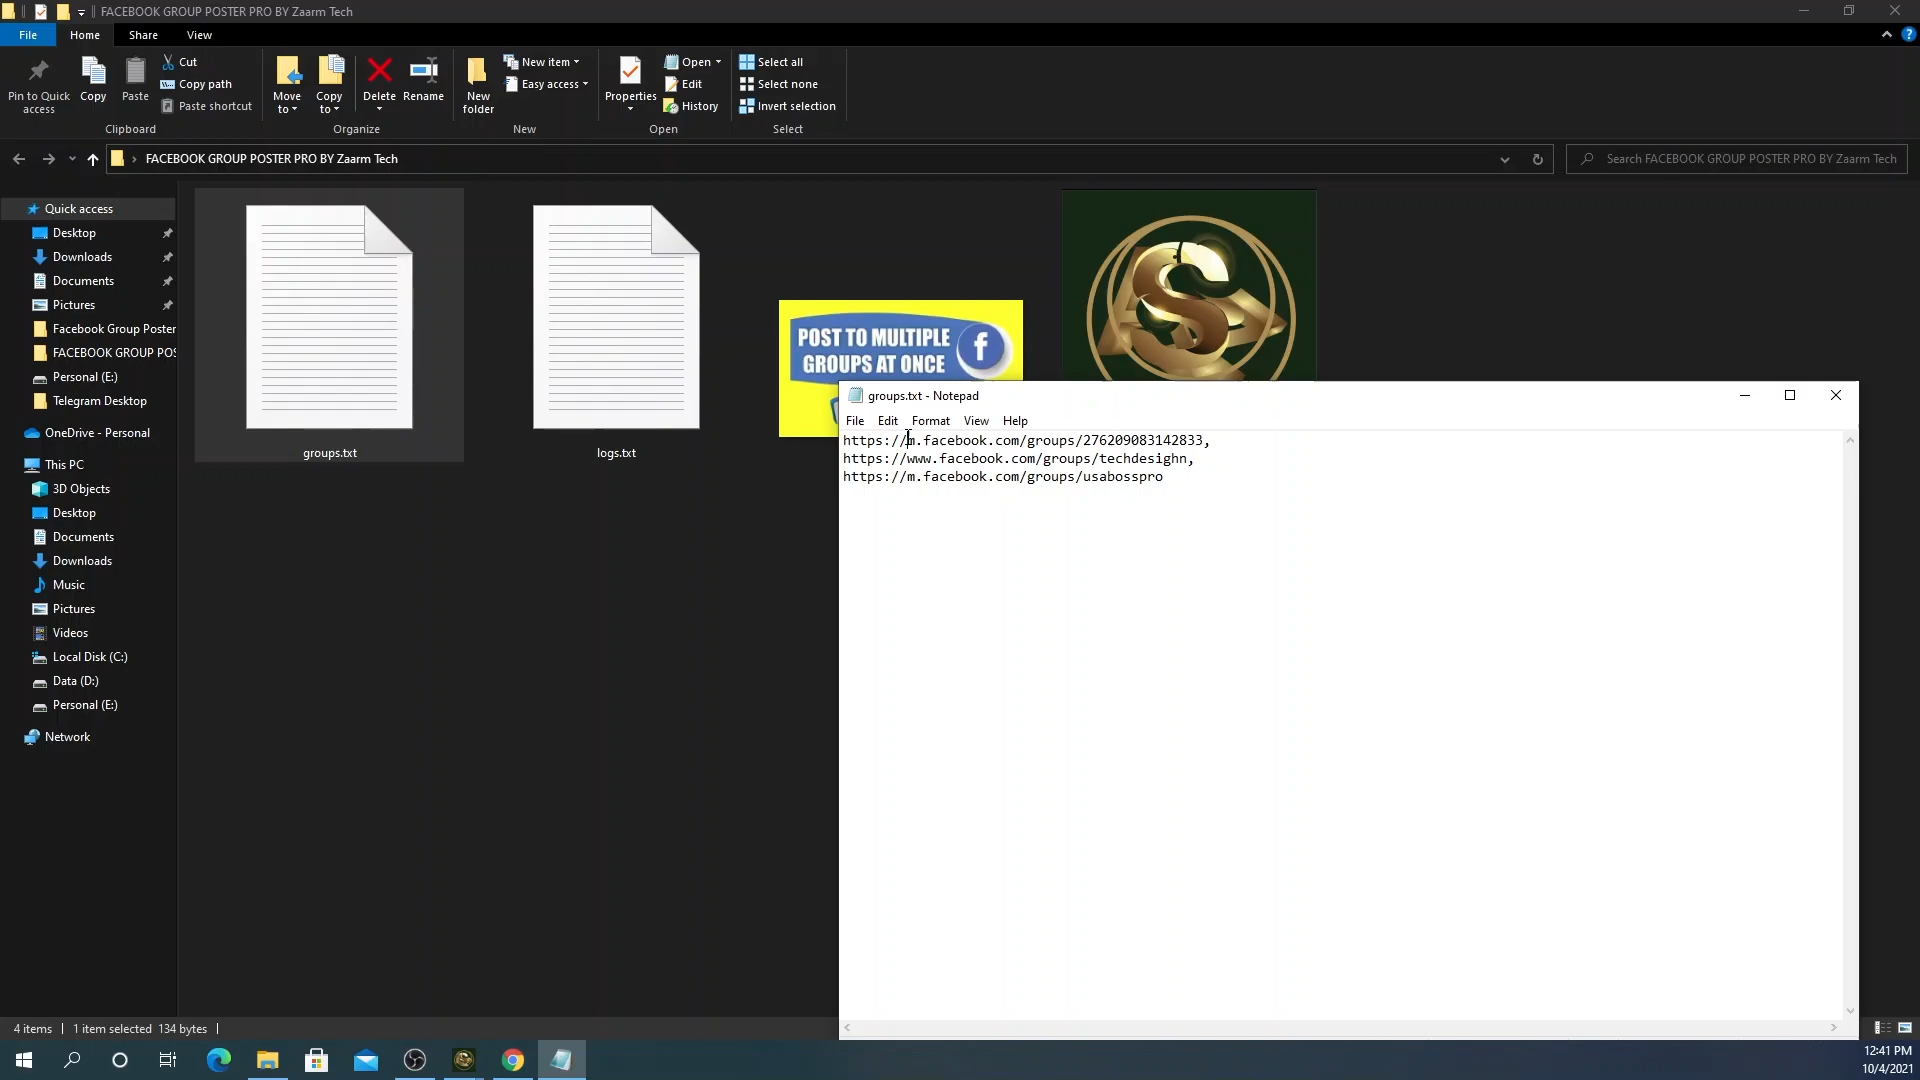 FACEBOOK GROUP POSTER PRO BY Zaarm Tech
File Home Share View
Pin to Quick access
Copy
Paste
Cut
Copy path
Paste shortcut
Clipboard
Move to
Copy to
Delete
Rename
Organize
New folder
New item
Easy access
New
Properties
Open
Edit
History
Open
Select all
Select none
Invert selection
Select
FACEBOOK GROUP POSTER PRO BY Zaarm Tech
Search FACEBOOK GROUP POSTER PRO BY Zaarm Tech
Quick access
Desktop
Downloads
Documents
Pictures
Facebook Group Poster
FACEBOOK GROUP POS
Personal (E:)
Telegram Desktop
OneDrive - Personal
This PC
3D Objects
Desktop
Documents
Downloads
Music
Pictures
Videos
Local Disk (C:)
Data (D:)
Personal (E:)
Network
groups.txt
logs.txt
POST TO MULTIPLE
GROUPS AT ONCE
f
groups.txt - Notepad
File Edit Format View Help
https://m.facebook.com/groups/276209083142833,
https://www.facebook.com/groups/techdesighn,
https://m.facebook.com/groups/usabosspro
4 items 1 item selected 134 bytes
12:41 PM
10/4/2021